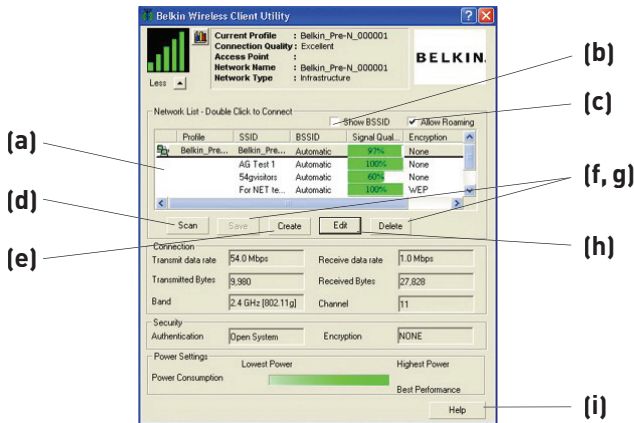 Belkin Wireless Client Utility
Current Profile : Belkin_Pre-N_000001
Connection Quality : Excellent
Access Point :
Network Name : Belkin_Pre-N_000001
Network Type : Infrastructure
BELKIN.
Less
(b)
(c)
Network List - Double Click to Connect
Show BSSID Allow Roaming
Profile SSID BSSID Signal Qual... Encryption
Belkin_Pre... Belkin_Pre... Automatic 97% None
AG Test 1 Automatic 100% None
54gvisitors Automatic 60% None
For NET te... Automatic 100% WEP
(a)
(f, g)
(d)
Scan Save Create Edit Delete
(e)
(h)
Connection
Transmit data rate 54.0 Mbps Receive data rate 1.0 Mbps
Transmitted Bytes 9,980 Received Bytes 27,828
Band 2.4 GHz [802.11g] Channel 11
Security
Authentication Open System Encryption NONE
Power Settings
Lowest Power Highest Power
Power Consumption
Best Performance
Help
(i)